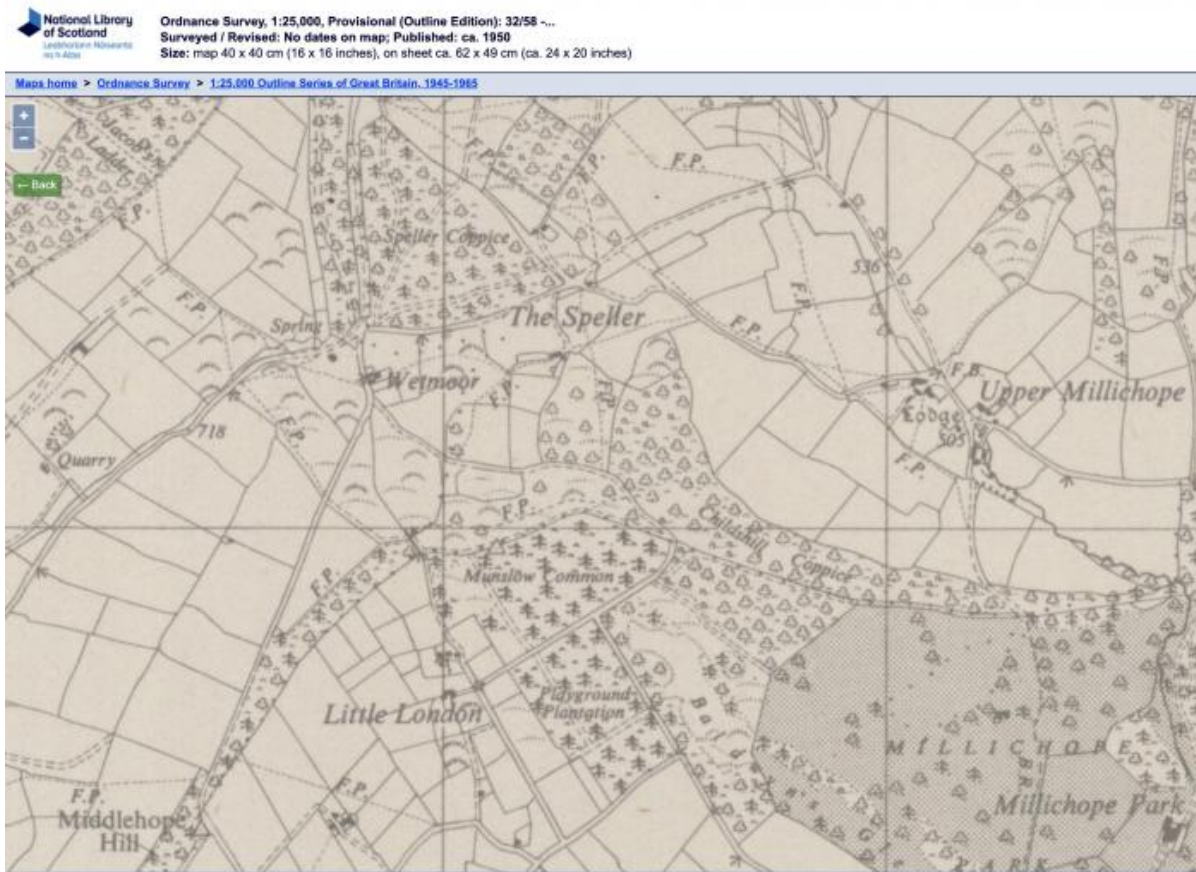 National Library
of Scotland
Leabharlann Nàiseanta
na h-Alba
Ordnance Survey, 1:25,000, Provisional (Outline Edition): 32/58 -...
Surveyed / Revised: No dates on map; Published: ca. 1950
Size: map 40 x 40 cm (16 x 16 inches), on sheet ca. 62 x 49 cm (ca. 24 x 20 inches)
Maps home > Ordnance Survey > 1:25,000 Outline Series of Great Britain, 1945-1965
+
−
← Back
Jacob's
Ladder
F.P.
F.P.
F.P.
F.P.
Speller Coppice
536
F.P.
F.P.
F.P.
Spring
The Speller
F.P.
Wetmoor
F.P.
F.P.
F.B.
Upper Millichope
Lodge
505
718
F.P.
Quarry
F.P.
F.P.
Childshill
Coppice
Munslow Common
F.P.
Playground
Plantation
Little London
MILLICHOPE
F.P.
F.P.
Middlehope
Hill
Millichope Park
PARK